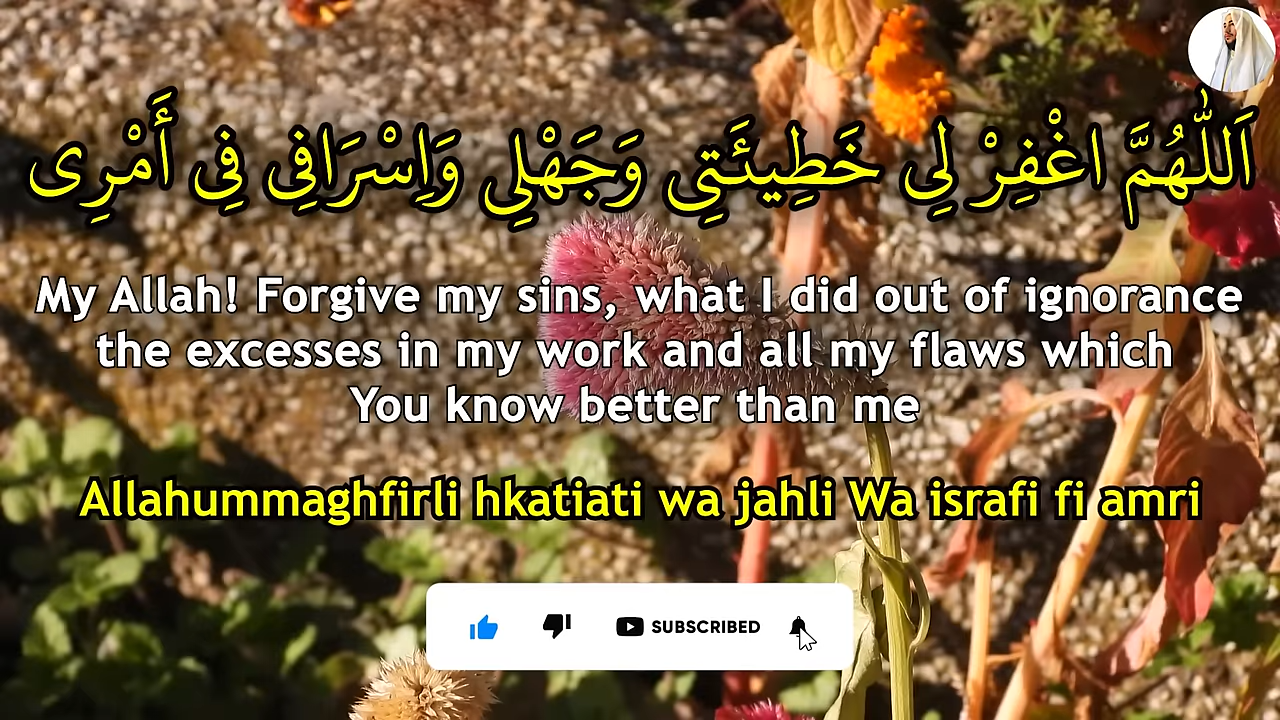 اَللّٰهُمَّ اغْفِرْ لِي خَطِيئَتِي وَجَهْلِي وَاِسْرَافِي فِي أَمْرِى
My Allah! Forgive my sins, what I did out of ignorance
the excesses in my work and all my flaws which
You know better than me
Allahummaghfirli hkatiati wa jahli Wa israfi fi amri
SUBSCRIBED